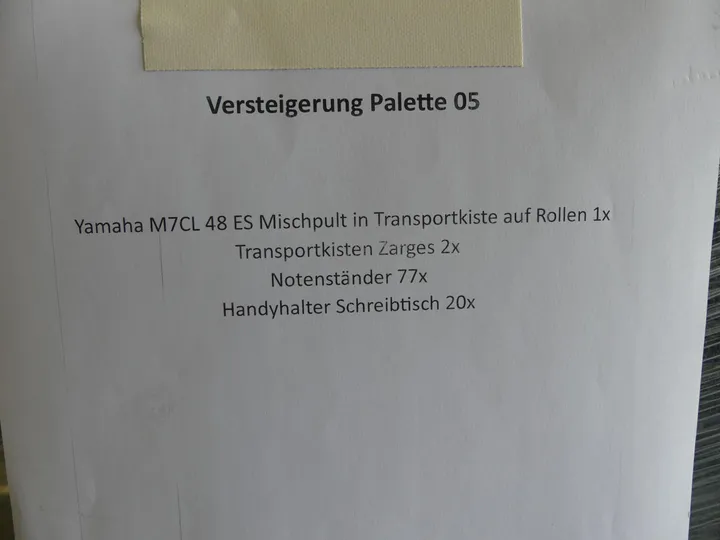 Versteigerung Palette 05
Yamaha M7CL 48 ES Mischpult in Transportkiste auf Rollen 1x
Transportkisten Zarges 2x
Notenständer 77x
Handyhalter Schreibtisch 20x